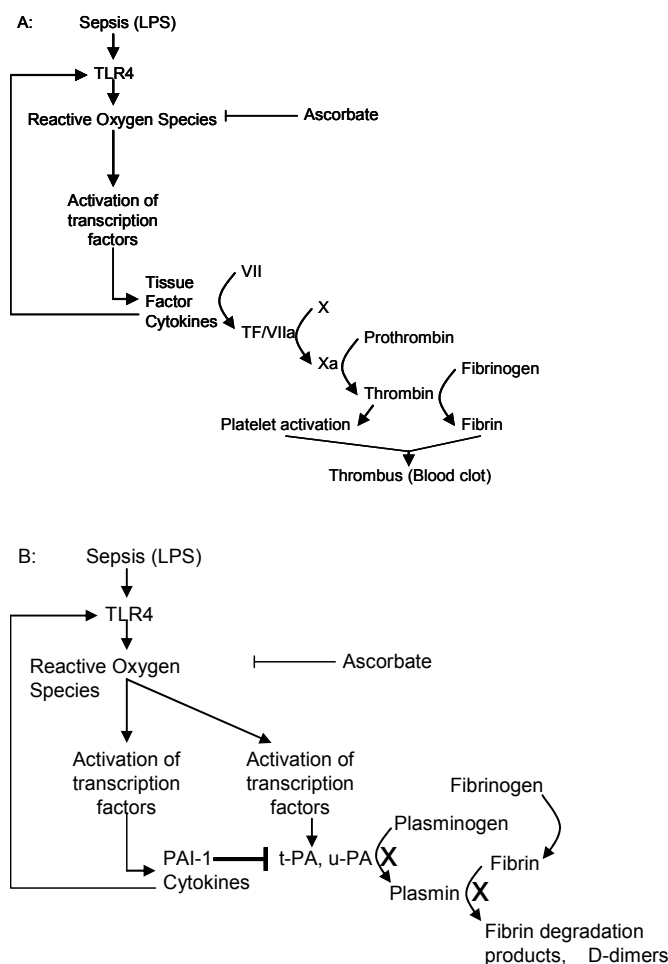 A:
Sepsis (LPS)
TLR4
Reactive Oxygen Species
Ascorbate
Activation of
transcription
factors
Tissue
Factor
Cytokines
VII
TF/VIIa
X
Xa
Prothrombin
Thrombin
Fibrinogen
Platelet activation
Fibrin
Thrombus (Blood clot)
B:
Sepsis (LPS)
TLR4
Reactive Oxygen
Species
Ascorbate
Activation of
transcription
factors
Activation of
transcription
factors
Fibrinogen
Plasminogen
PAI-1
Cytokines
t-PA, u-PA
X
Fibrin
Plasmin
X
Fibrin degradation
products, D-dimers